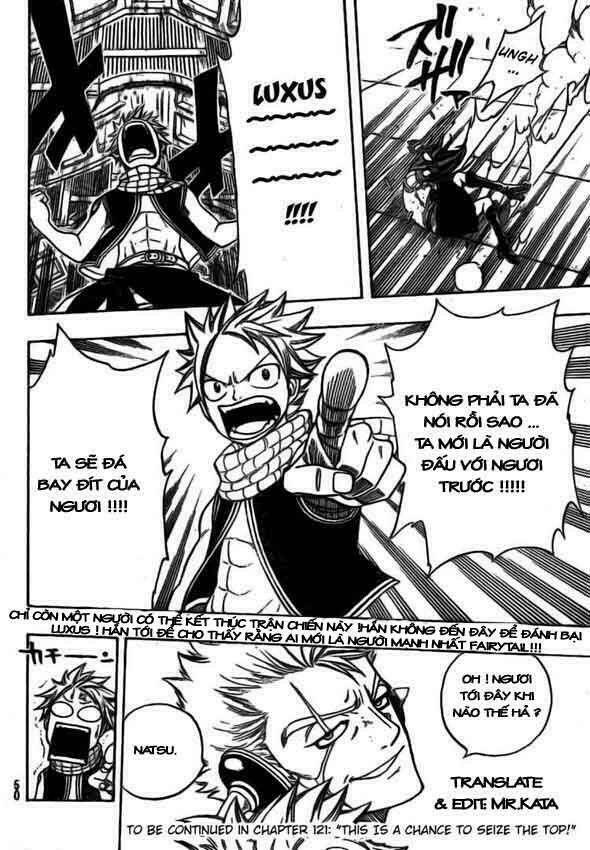 ズザァ
UNGH
...
LUXUS
!!!!
KHÔNG PHẢI TA ĐÃ
NÓI RỒI SAO ...
TA MỚI LÀ NGƯỜI
ĐẤU VỚI NGƯƠI
TRƯỚC !!!!!
TA SẼ ĐÁ
BAY ĐÍT CỦA
NGƯƠI !!!!
CHỈ CÒN MỘT NGƯỜI CÓ THỂ KẾT THÚC TRẬN CHIẾN NÀY !HẮN KHÔNG ĐẾN ĐÂY ĐỂ ĐÁNH BẠI
LUXUS ! HẮN TỚI ĐỂ CHO THẤY RẰNG AI MỚI LÀ NGƯỜI MẠNH NHẤT FAIRYTAIL!!!
OH ! NGƯƠI
TỚI ĐÂY KHI
NÀO THẾ HẢ ?
NATSU.
TRANSLATE
& EDIT: MR.KATA
TO BE CONTINUED IN CHAPTER 121: "THIS IS A CHANCE TO SEIZE THE TOP!"